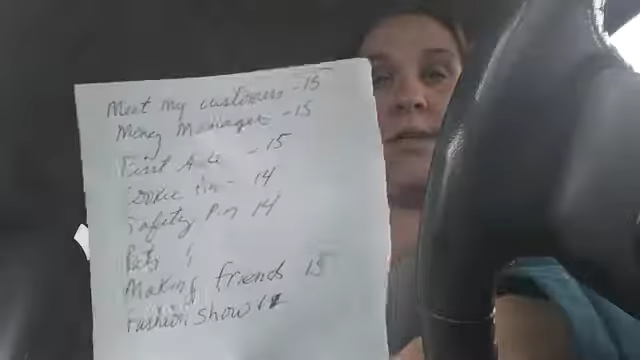 Meet my customers - 15
Money Manager - 15
First Aid - 15
Cookie Pin - 14
Safety Pin 14
Pets 1
Making friends 15
Fashion Show